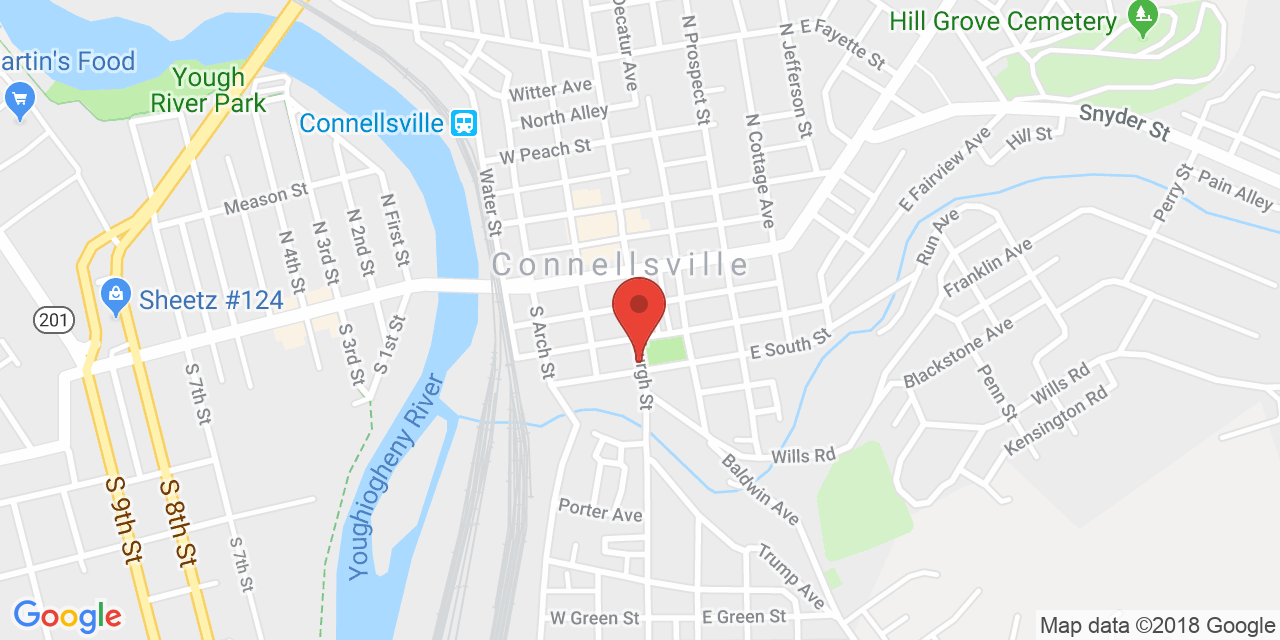 Hill Grove Cemetery
artin's Food
Yough
River Park
Connellsville
Witter Ave
North Alley
W Peach St
Decatur Ave
N Prospect St
N Jefferson St
E Fayette St
N Cottage Ave
Snyder St
Hill St
E Fairview Ave
Perry St
Pain Alley
Meason St
N First St
N 2nd St
N 3rd St
N 4th St
Water St
Connellsville
Run Ave
Franklin Ave
Sheetz #124
201
S 3rd St
S 1st St
S Arch St
urgh St
E South St
Blackstone Ave
Penn St
Wills Rd
Kensington Rd
S 7th St
Youghiogheny River
Wills Rd
Baldwin Ave
S 9th St
S 8th St
S 7th St
Porter Ave
Trump Ave
W Green St
E Green St
Google
Map data ©2018 Google